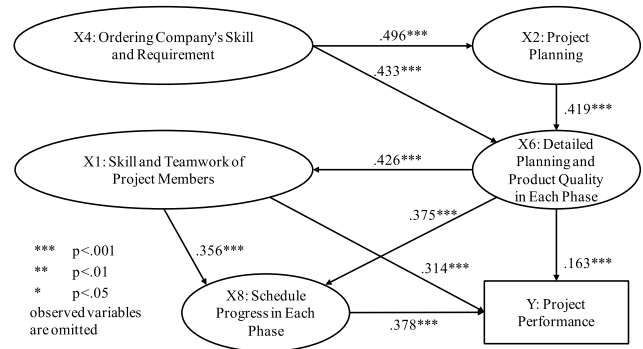 X4: Ordering Company's Skill
and Requirement
.496***
X2: Project
Planning
.433***
.419***
X1: Skill and Teamwork of
Project Members
.426***
X6: Detailed
Planning and
Product Quality
in Each Phase
.375***
.356***
.314***
.163***
*** p<.001
** p<.01
* p<.05
observed variables
are omitted
X8: Schedule
Progress in Each
Phase
.378***
Y: Project
Performance